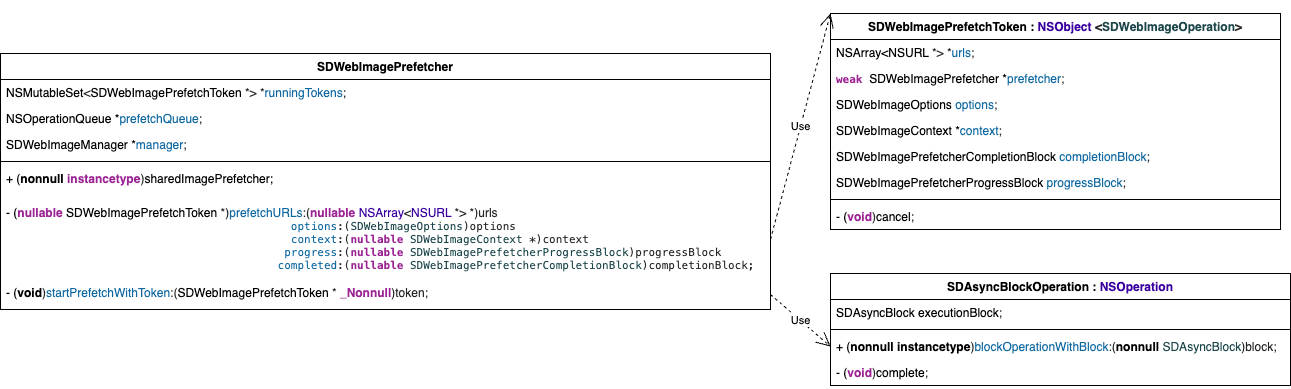 SDWebImagePrefetcher
NSMutableSet<SDWebImagePrefetchToken *> *runningTokens;
NSOperationQueue *prefetchQueue;
SDWebImageManager *manager;
+ (nonnull instancetype)sharedImagePrefetcher;
- (nullable SDWebImagePrefetchToken *)prefetchURLs:(nullable NSArray<NSURL *> *)urls
options:(SDWebImageOptions)options
context:(nullable SDWebImageContext *)context
progress:(nullable SDWebImagePrefetcherProgressBlock)progressBlock
completed:(nullable SDWebImagePrefetcherCompletionBlock)completionBlock;
- (void)startPrefetchWithToken:(SDWebImagePrefetchToken * _Nonnull)token;
Use
Use
SDWebImagePrefetchToken : NSObject <SDWebImageOperation>
NSArray<NSURL *> *urls;
weak SDWebImagePrefetcher *prefetcher;
SDWebImageOptions options;
SDWebImageContext *context;
SDWebImagePrefetcherCompletionBlock completionBlock;
SDWebImagePrefetcherProgressBlock progressBlock;
- (void)cancel;
SDAsyncBlockOperation : NSOperation
SDAsyncBlock executionBlock;
+ (nonnull instancetype)blockOperationWithBlock:(nonnull SDAsyncBlock)block;
- (void)complete;